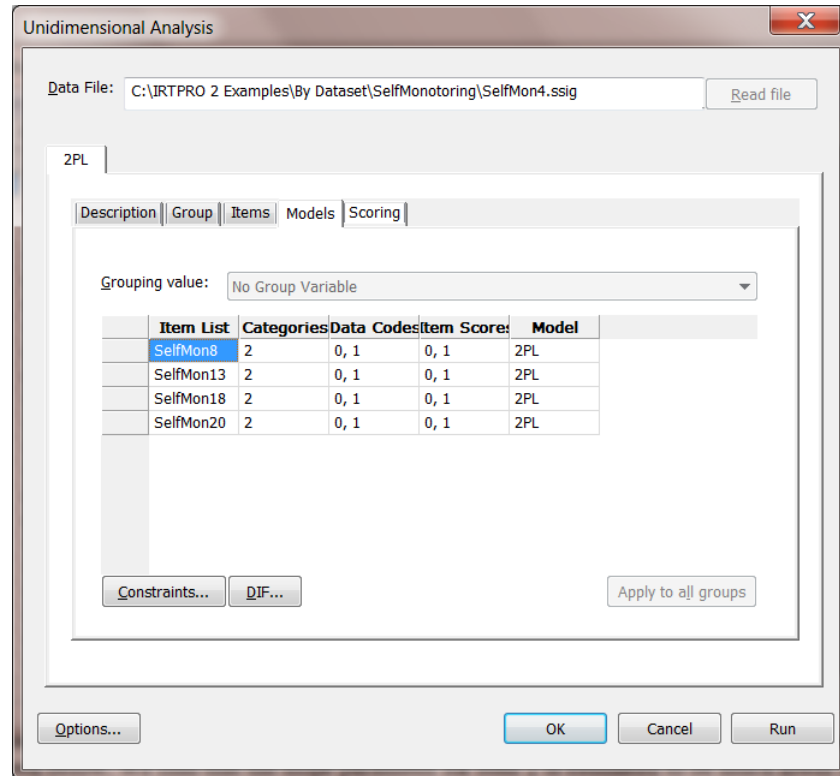 Unidimensional Analysis
X
Data File: C:\IRTPRO 2 Examples\By Dataset\SelfMonotoring\SelfMon4.ssig Read file
2PL
Description Group Items Models Scoring
Grouping value: No Group Variable
Item List Categories Data Codes Item Scores Model
SelfMon8 2 0, 1 0, 1 2PL
SelfMon13 2 0, 1 0, 1 2PL
SelfMon18 2 0, 1 0, 1 2PL
SelfMon20 2 0, 1 0, 1 2PL
Constraints... DIF... Apply to all groups
Options... OK Cancel Run